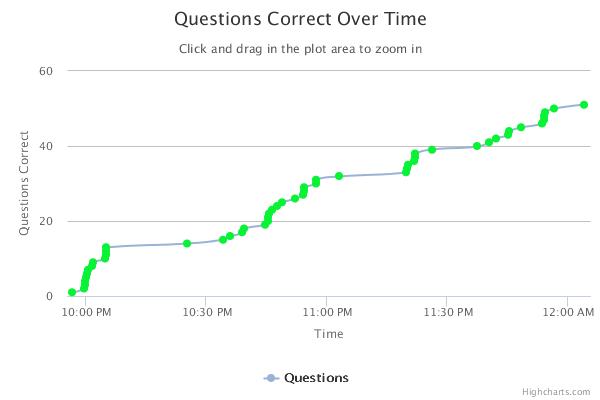 Questions Correct Over Time
Click and drag in the plot area to zoom in
Questions Correct
60
40
20
0
10:00 PM 10:30 PM 11:00 PM 11:30 PM 12:00 AM
Time
Questions
Highcharts.com